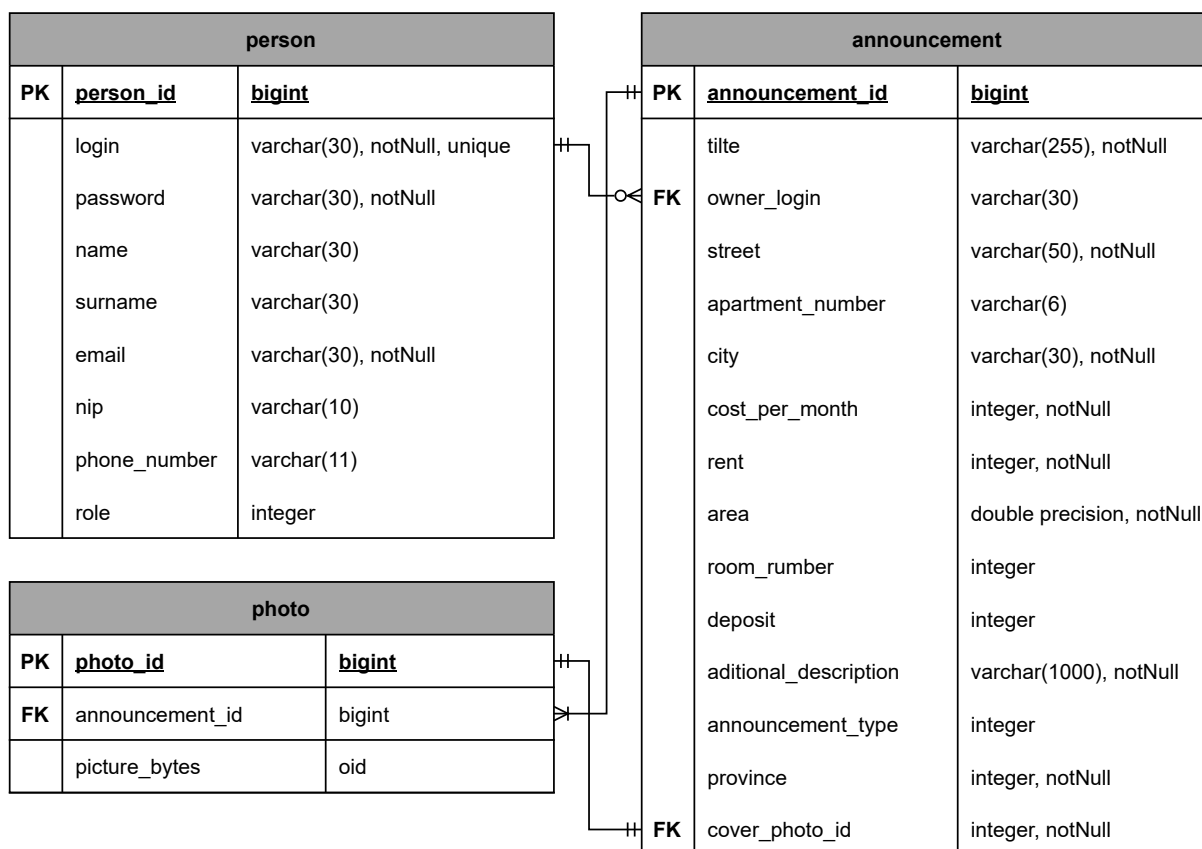 person
PK person_id bigint
login varchar(30), notNull, unique
password varchar(30), notNull
name varchar(30)
surname varchar(30)
email varchar(30), notNull
nip varchar(10)
phone_number varchar(11)
role integer
photo
PK photo_id bigint
FK announcement_id bigint
picture_bytes oid
announcement
PK announcement_id bigint
tilte varchar(255), notNull
FK owner_login varchar(30)
street varchar(50), notNull
apartment_number varchar(6)
city varchar(30), notNull
cost_per_month integer, notNull
rent integer, notNull
area double precision, notNull
room_rumber integer
deposit integer
aditional_description varchar(1000), notNull
announcement_type integer
province integer, notNull
FK cover_photo_id integer, notNull